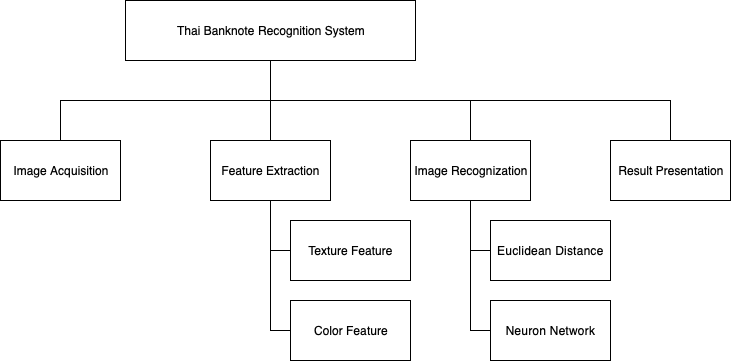 Thai Banknote Recognition System
Image Acquisition
Feature Extraction
Image Recognization
Result Presentation
Texture Feature
Euclidean Distance
Color Feature
Neuron Network